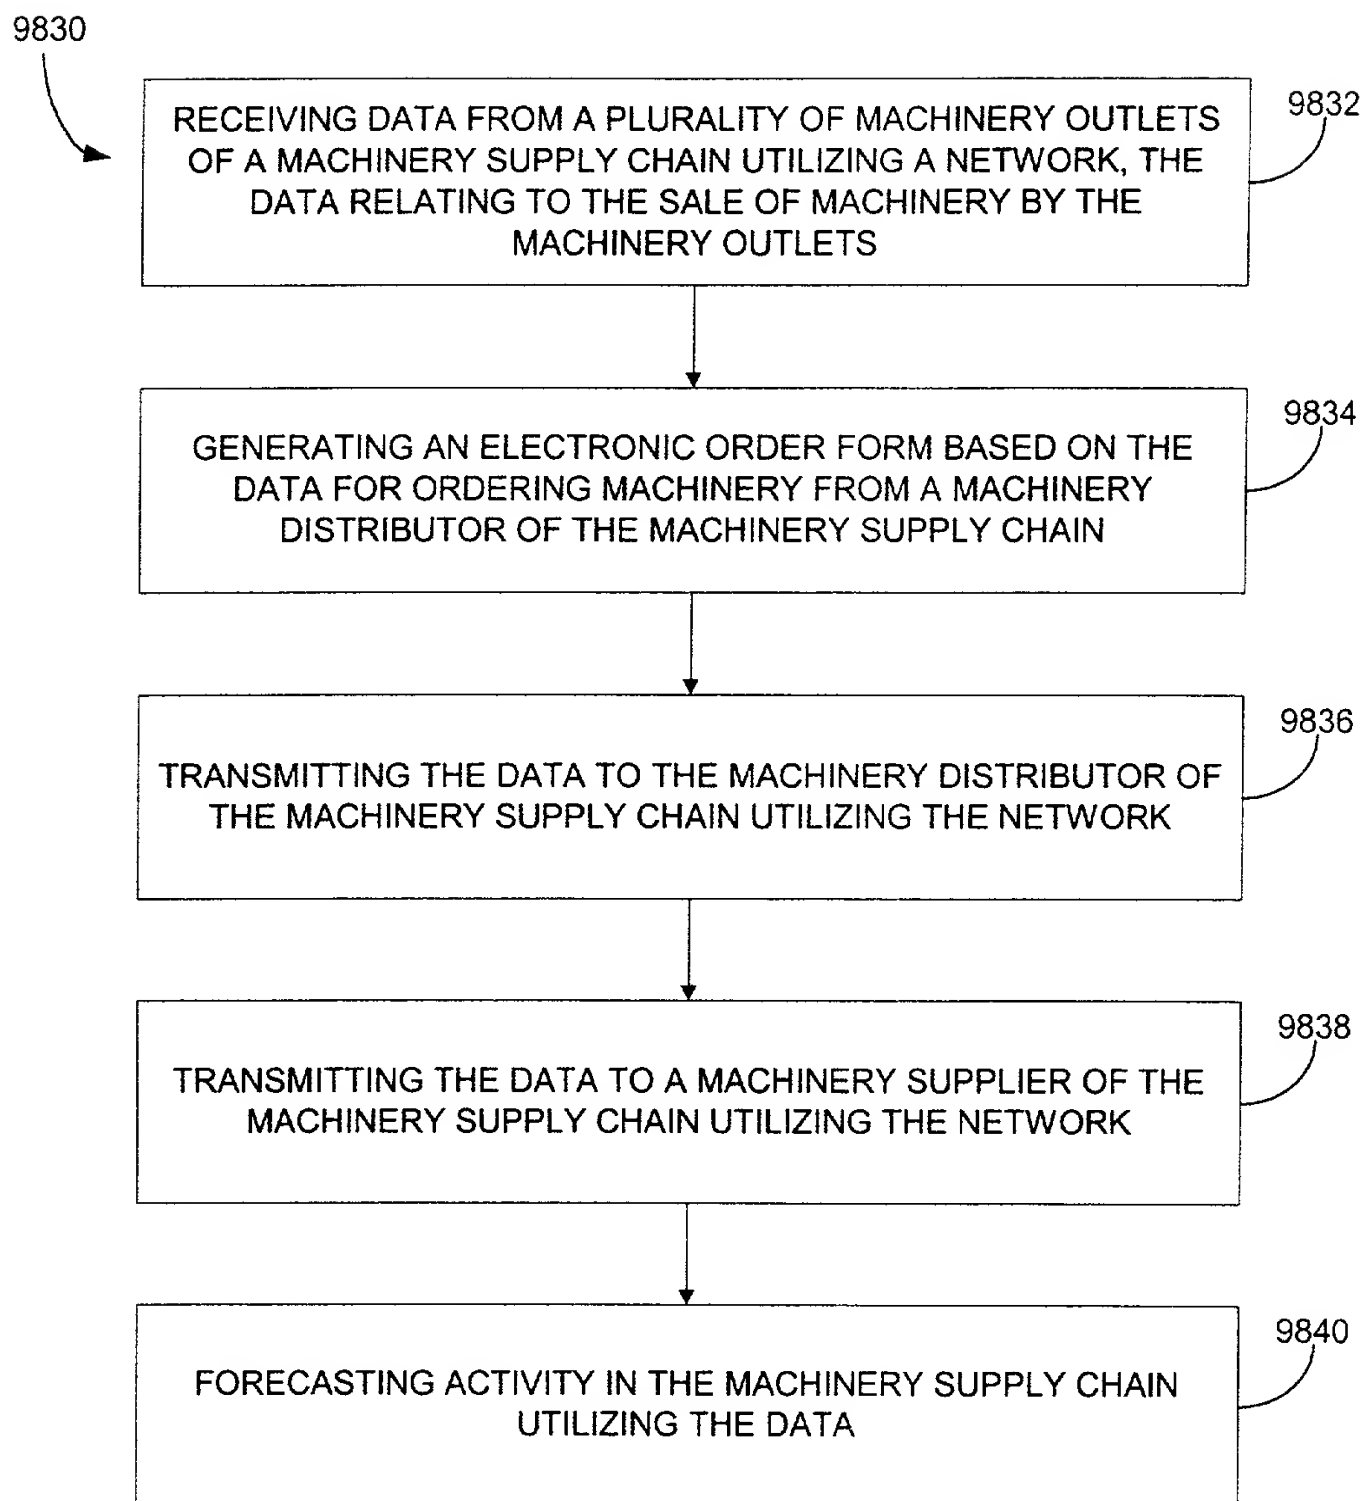 9830
RECEIVING DATA FROM A PLURALITY OF MACHINERY OUTLETS
OF A MACHINERY SUPPLY CHAIN UTILIZING A NETWORK, THE
DATA RELATING TO THE SALE OF MACHINERY BY THE
MACHINERY OUTLETS
9832
GENERATING AN ELECTRONIC ORDER FORM BASED ON THE
DATA FOR ORDERING MACHINERY FROM A MACHINERY
DISTRIBUTOR OF THE MACHINERY SUPPLY CHAIN
9834
TRANSMITTING THE DATA TO THE MACHINERY DISTRIBUTOR OF
THE MACHINERY SUPPLY CHAIN UTILIZING THE NETWORK
9836
TRANSMITTING THE DATA TO A MACHINERY SUPPLIER OF THE
MACHINERY SUPPLY CHAIN UTILIZING THE NETWORK
9838
FORECASTING ACTIVITY IN THE MACHINERY SUPPLY CHAIN
UTILIZING THE DATA
9840